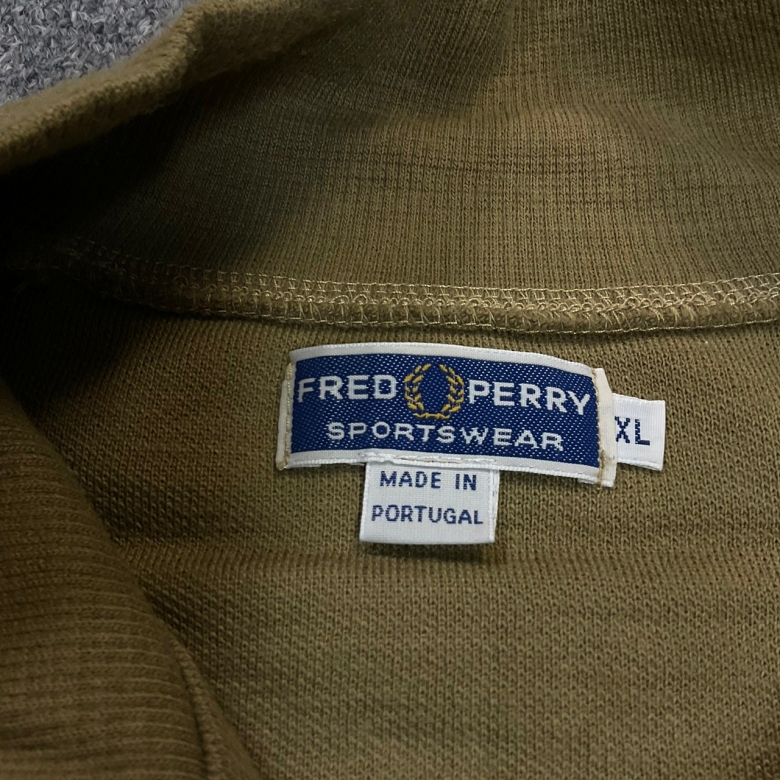 FRED PERRY
SPORTSWEAR
XL
MADE IN
PORTUGAL